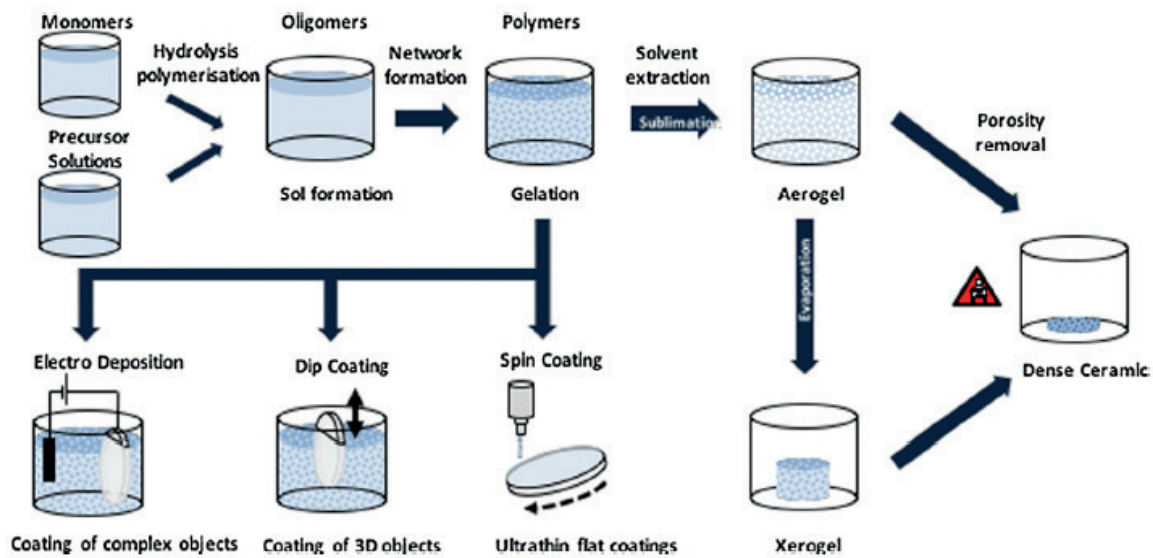 Monomers
Hydrolysis
polymerisation
Precursor
Solutions
Oligomers
Sol formation
Network
formation
Polymers
Gelation
Solvent
extraction
Sublimation
Aerogel
Porosity
removal
Evaporation
Dense Ceramic
Electro Deposition
Coating of complex objects
Dip Coating
Coating of 3D objects
Spin Coating
Ultrathin flat coatings
Xerogel